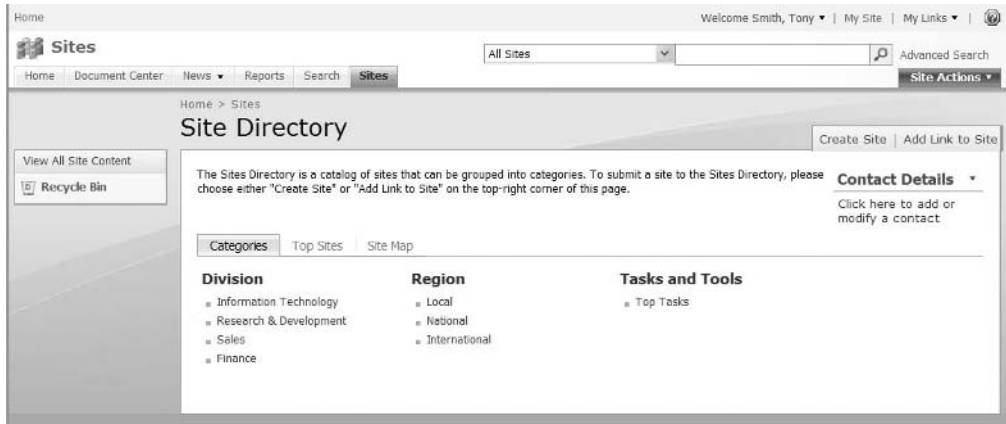 Home
Welcome Smith, Tony | My Site | My Links |
Sites
All Sites
Advanced Search
Home Document Center News Reports Search Sites
Site Actions
Home > Sites
Site Directory
Create Site | Add Link to Site
View All Site Content
Recycle Bin
The Sites Directory is a catalog of sites that can be grouped into categories. To submit a site to the Sites Directory, please
choose either "Create Site" or "Add Link to Site" on the top-right corner of this page.
Contact Details
Click here to add or
modify a contact
Categories Top Sites Site Map
Division
Information Technology
Research & Development
Sales
Finance
Region
Local
National
International
Tasks and Tools
Top Tasks